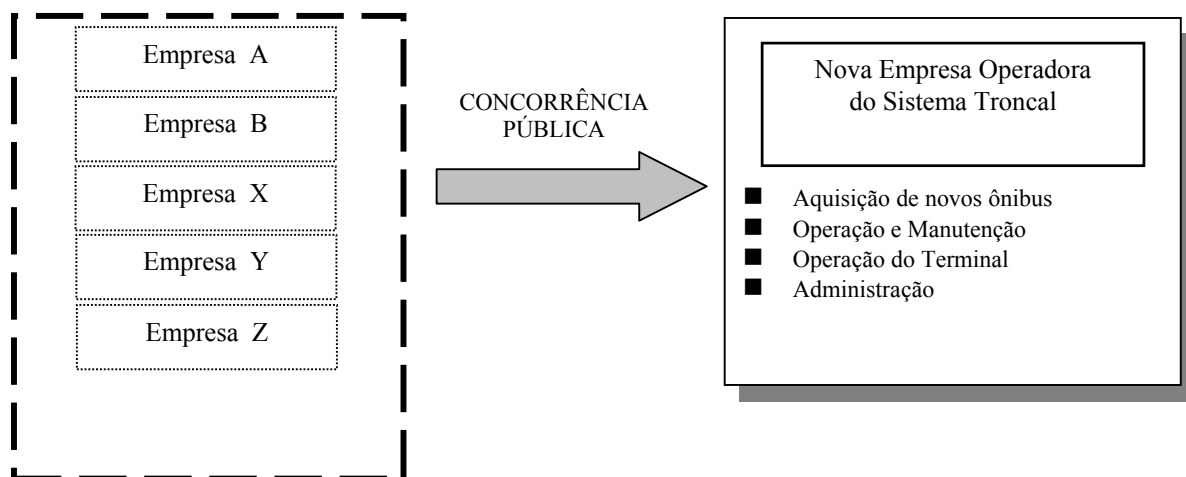 Empresa A
Empresa B
Empresa X
Empresa Y
Empresa Z
CONCORRÊNCIA
PÚBLICA
Nova Empresa Operadora
do Sistema Troncal
■ Aquisição de novos ônibus
■ Operação e Manutenção
■ Operação do Terminal
■ Administração